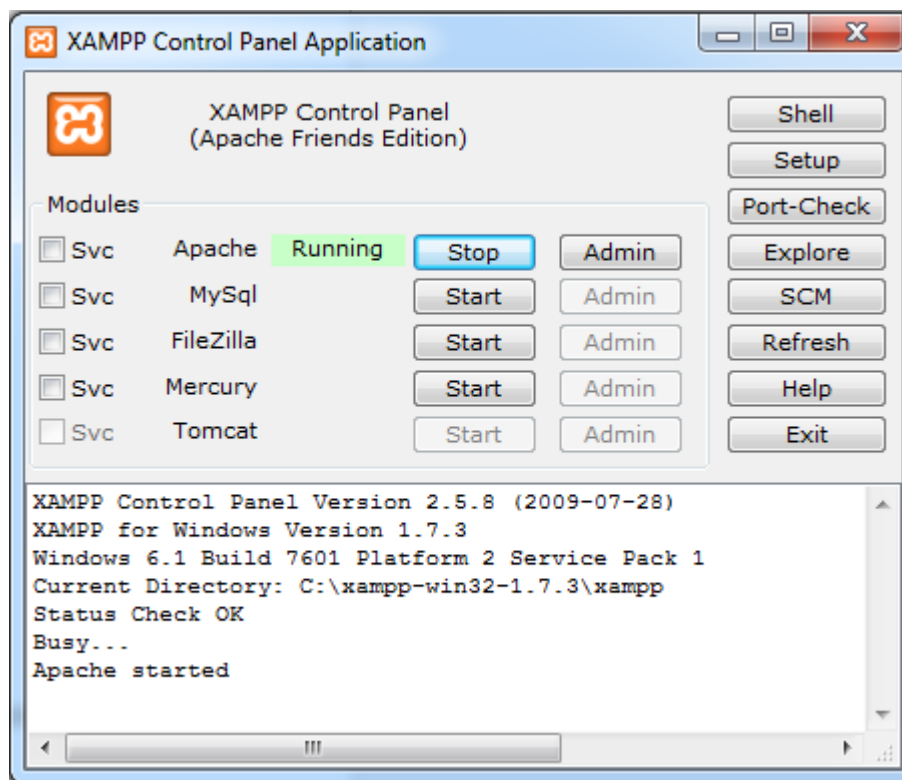 XAMPP Control Panel Application
XAMPP Control Panel
(Apache Friends Edition)
Shell
Setup
Port-Check
Explore
SCM
Refresh
Help
Exit
Modules
Svc Apache Running Stop Admin
Svc MySql Start Admin
Svc FileZilla Start Admin
Svc Mercury Start Admin
Svc Tomcat Start Admin
XAMPP Control Panel Version 2.5.8 (2009-07-28)
XAMPP for Windows Version 1.7.3
Windows 6.1 Build 7601 Platform 2 Service Pack 1
Current Directory: C:\xampp-win32-1.7.3\xampp
Status Check OK
Busy...
Apache started